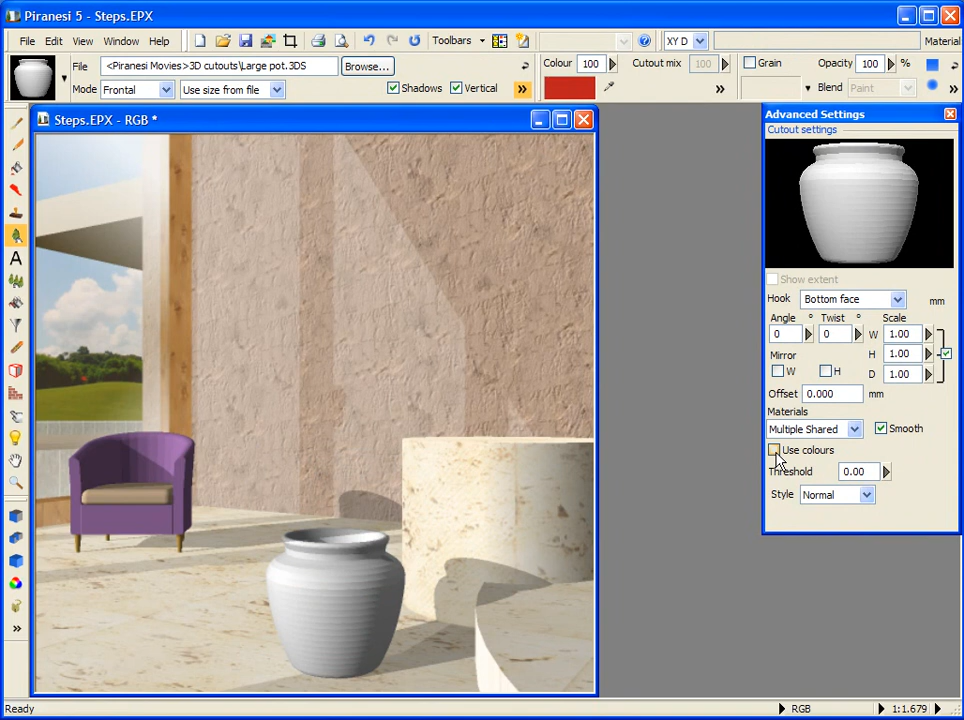 Piranesi 5 - Steps.EPX
File Edit View Window Help
Toolbars
XY D
Material
File <Piranesi Movies>3D cutouts\Large pot.3DS Browse...
Mode Frontal Use size from file Shadows Vertical »
Colour 100 Cutout mix 100
»
Grain Opacity 100 %
Blend Paint »
Steps.EPX - RGB *
A
»
Advanced Settings
Cutout settings
Show extent
Hook Bottom face mm
Angle ° Twist ° Scale
0 0 W 1.00
Mirror H 1.00
W H D 1.00
Offset 0.000 mm
Materials
Multiple Shared Smooth
Use colours
Threshold 0.00
Style Normal
Ready RGB 1:1.679